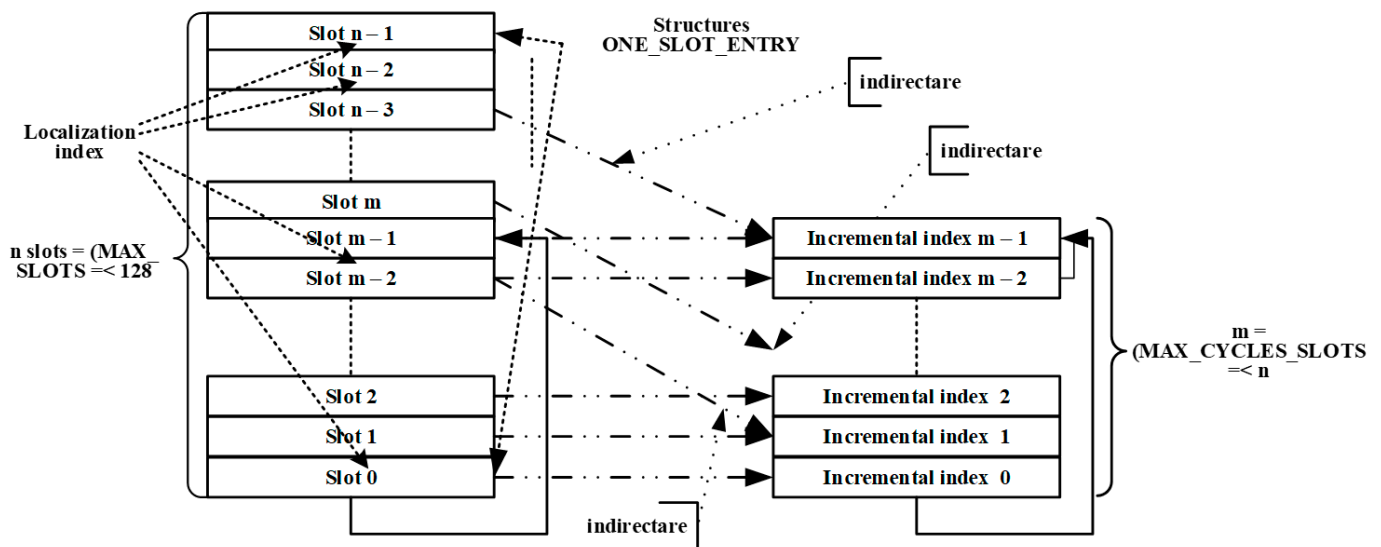 Slot n – 1
Slot n – 2
Slot n – 3
Structures
ONE_SLOT_ENTRY
indirectare
indirectare
Localization
index
Slot m
Slot m – 1
Slot m – 2
n slots = (MAX_
SLOTS =< 128
Incremental index m – 1
Incremental index m – 2
m =
(MAX_CYCLES_SLOTS
=< n
Slot 2
Slot 1
Slot 0
Incremental index 2
Incremental index 1
Incremental index 0
indirectare